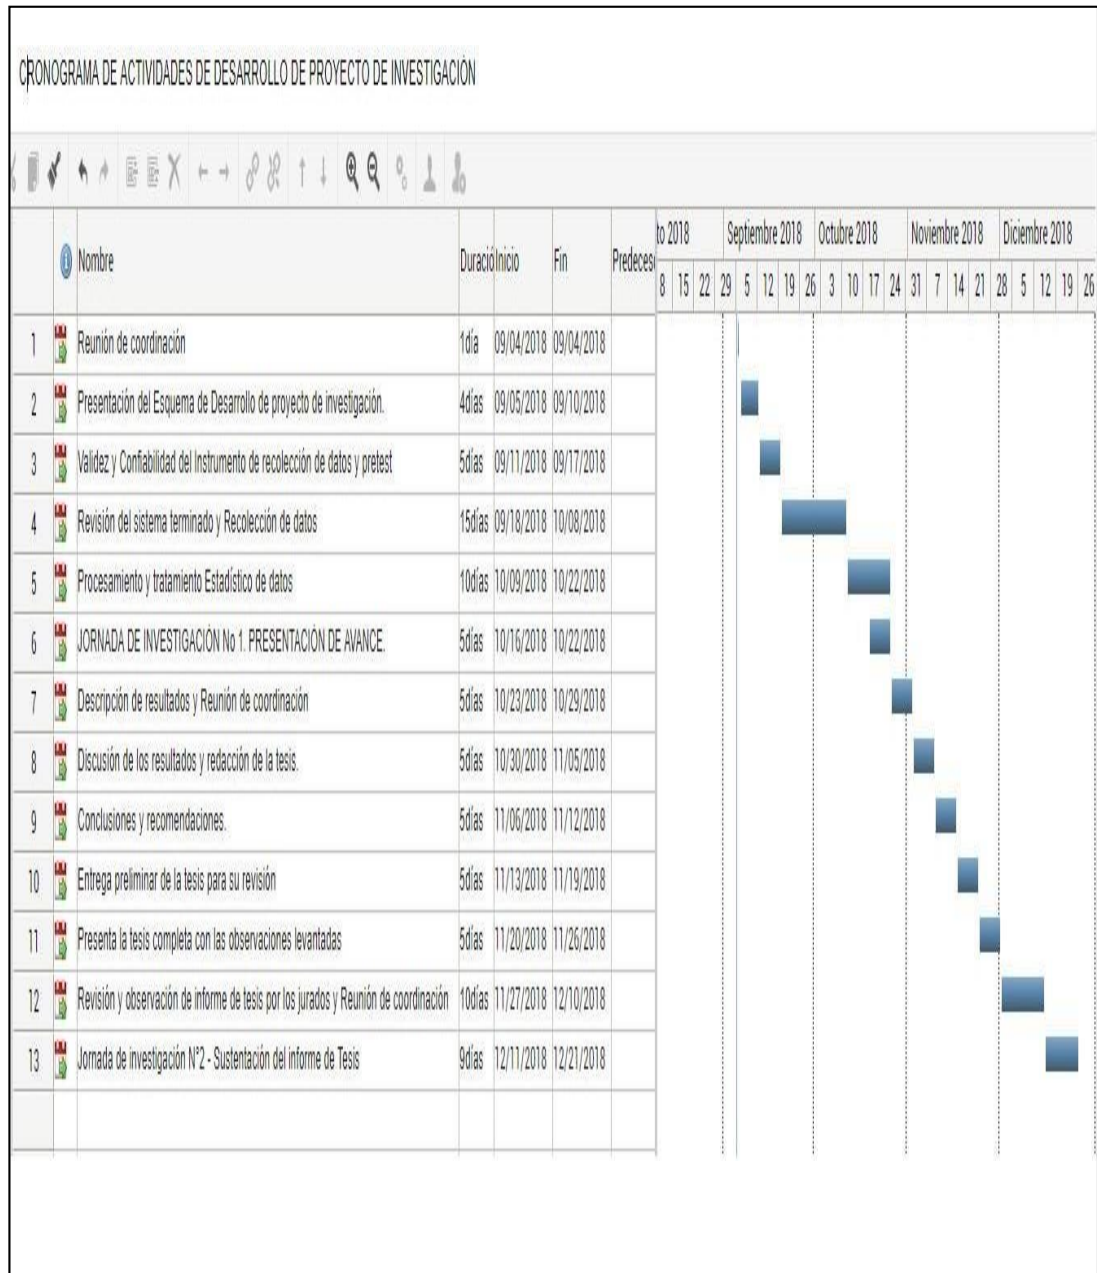 CRONOGRAMA DE ACTIVIDADES DE DESARROLLO DE PROYECTO DE INVESTIGACIÓN
Nombre Duració Inicio Fin Predeces
to 2018 Septiembre 2018 Octubre 2018 Noviembre 2018 Diciembre 2018
8 15 22 29 5 12 19 26 3 10 17 24 31 7 14 21 28 5 12 19 26
1 Reunión de coordinación 1día 09/04/2018 09/04/2018
2 Presentación del Esquema de Desarrollo de proyecto de investigación. 4días 09/05/2018 09/10/2018
3 Validez y Confiabilidad del Instrumento de recolección de datos y pretest 5días 09/11/2018 09/17/2018
4 Revisión del sistema terminado y Recolección de datos 15días 09/18/2018 10/08/2018
5 Procesamiento y tratamiento Estadístico de datos 10días 10/09/2018 10/22/2018
6 JORNADA DE INVESTIGACIÓN No 1. PRESENTACIÓN DE AVANCE. 5días 10/16/2018 10/22/2018
7 Descripción de resultados y Reunión de coordinación 5días 10/23/2018 10/29/2018
8 Discusión de los resultados y redacción de la tesis. 5días 10/30/2018 11/05/2018
9 Conclusiones y recomendaciones. 5días 11/06/2018 11/12/2018
10 Entrega preliminar de la tesis para su revisión 5días 11/13/2018 11/19/2018
11 Presenta la tesis completa con las observaciones levantadas 5días 11/20/2018 11/26/2018
12 Revisión y observación de informe de tesis por los jurados y Reunión de coordinación 10días 11/27/2018 12/10/2018
13 Jornada de investigación N°2 - Sustentación del informe de Tesis 9días 12/11/2018 12/21/2018